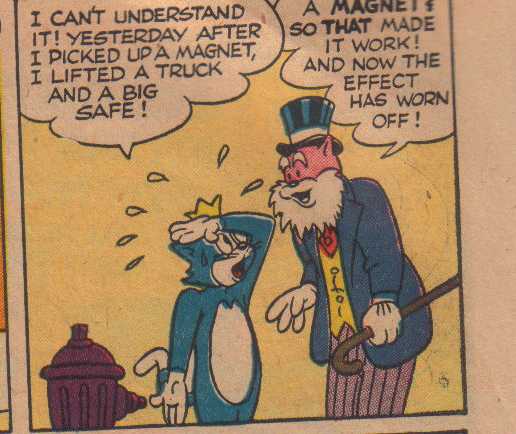 I CAN'T UNDERSTAND
IT! YESTERDAY AFTER
I PICKED UP A MAGNET,
I LIFTED A TRUCK
AND A BIG
SAFE!
A MAGNET!
SO THAT MADE
IT WORK!
AND NOW THE
EFFECT
HAS WORN
OFF!